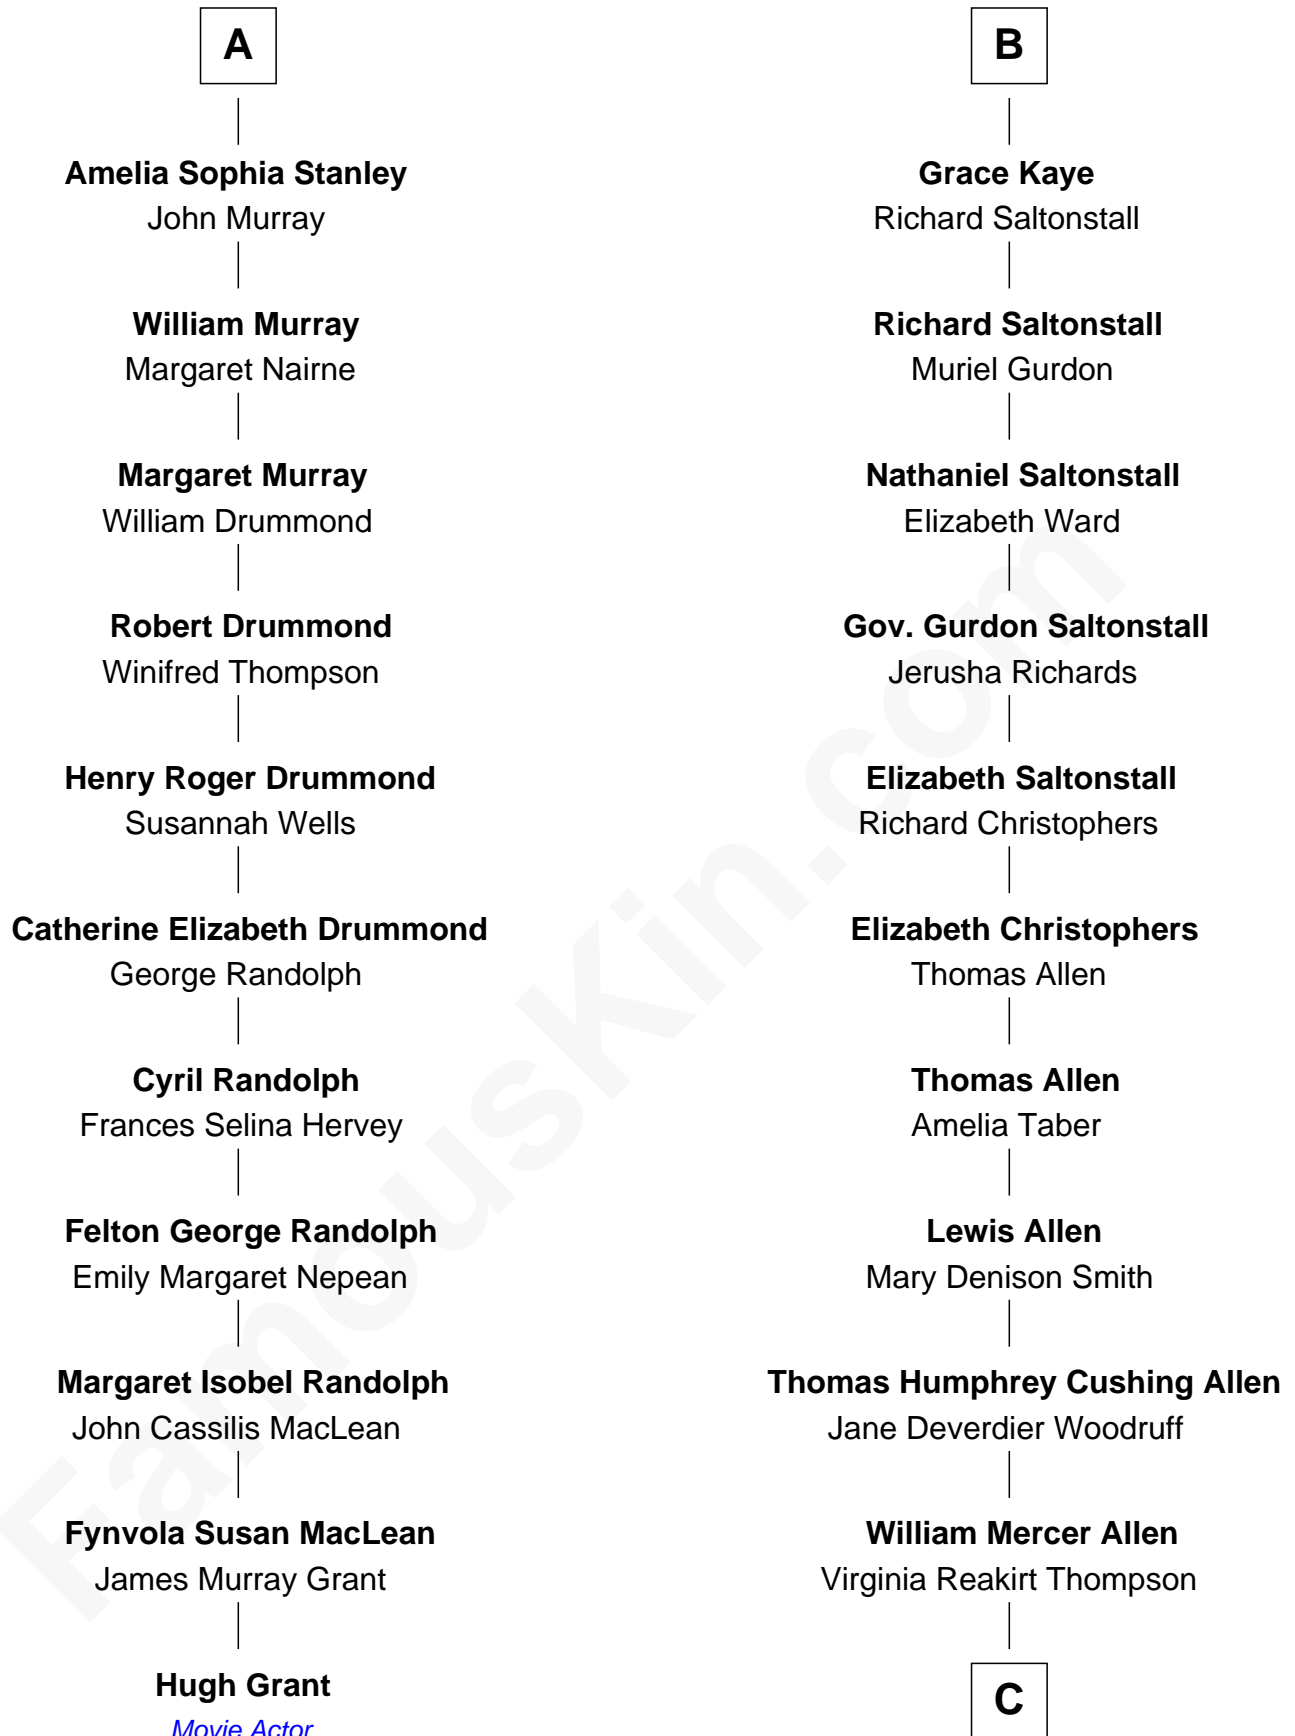 A
Amelia Sophia Stanley
John Murray
William Murray
Margaret Nairne
Margaret Murray
William Drummond
Robert Drummond
Winifred Thompson
Henry Roger Drummond
Susannah Wells
Catherine Elizabeth Drummond
George Randolph
Cyril Randolph
Frances Selina Hervey
Felton George Randolph
Emily Margaret Nepean
Margaret Isobel Randolph
John Cassilis MacLean
Fynvola Susan MacLean
James Murray Grant
Hugh Grant
Movie Actor
B
Grace Kaye
Richard Saltonstall
Richard Saltonstall
Muriel Gurdon
Nathaniel Saltonstall
Elizabeth Ward
Gov. Gurdon Saltonstall
Jerusha Richards
Elizabeth Saltonstall
Richard Christophers
Elizabeth Christophers
Thomas Allen
Thomas Allen
Amelia Taber
Lewis Allen
Mary Denison Smith
Thomas Humphrey Cushing Allen
Jane Deverdier Woodruff
William Mercer Allen
Virginia Reakirt Thompson
C
FamousKin.com